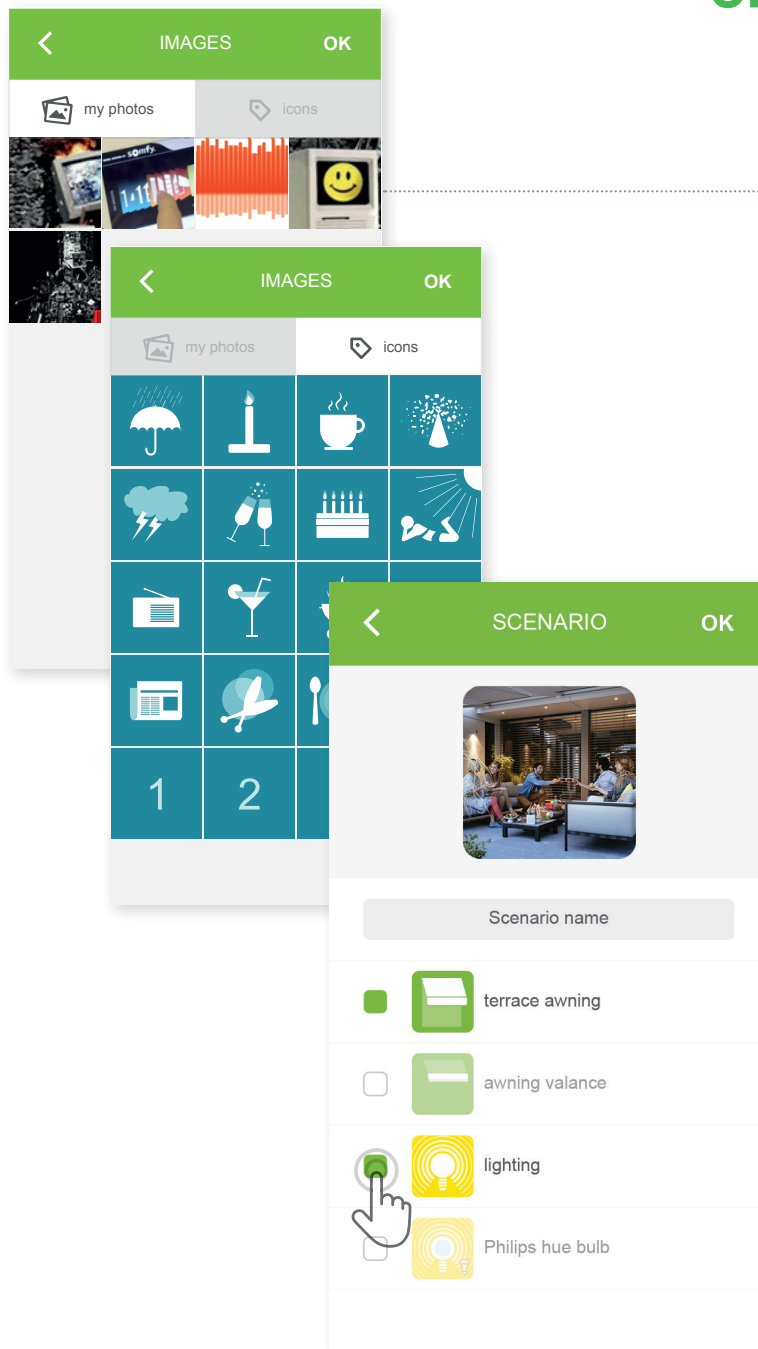 IMAGES OK
my photos icons
somfy.
IMAGES OK
my photos icons
SCENARIO OK
1 2
Scenario name
terrace awning
awning valance
lighting
Philips hue bulb